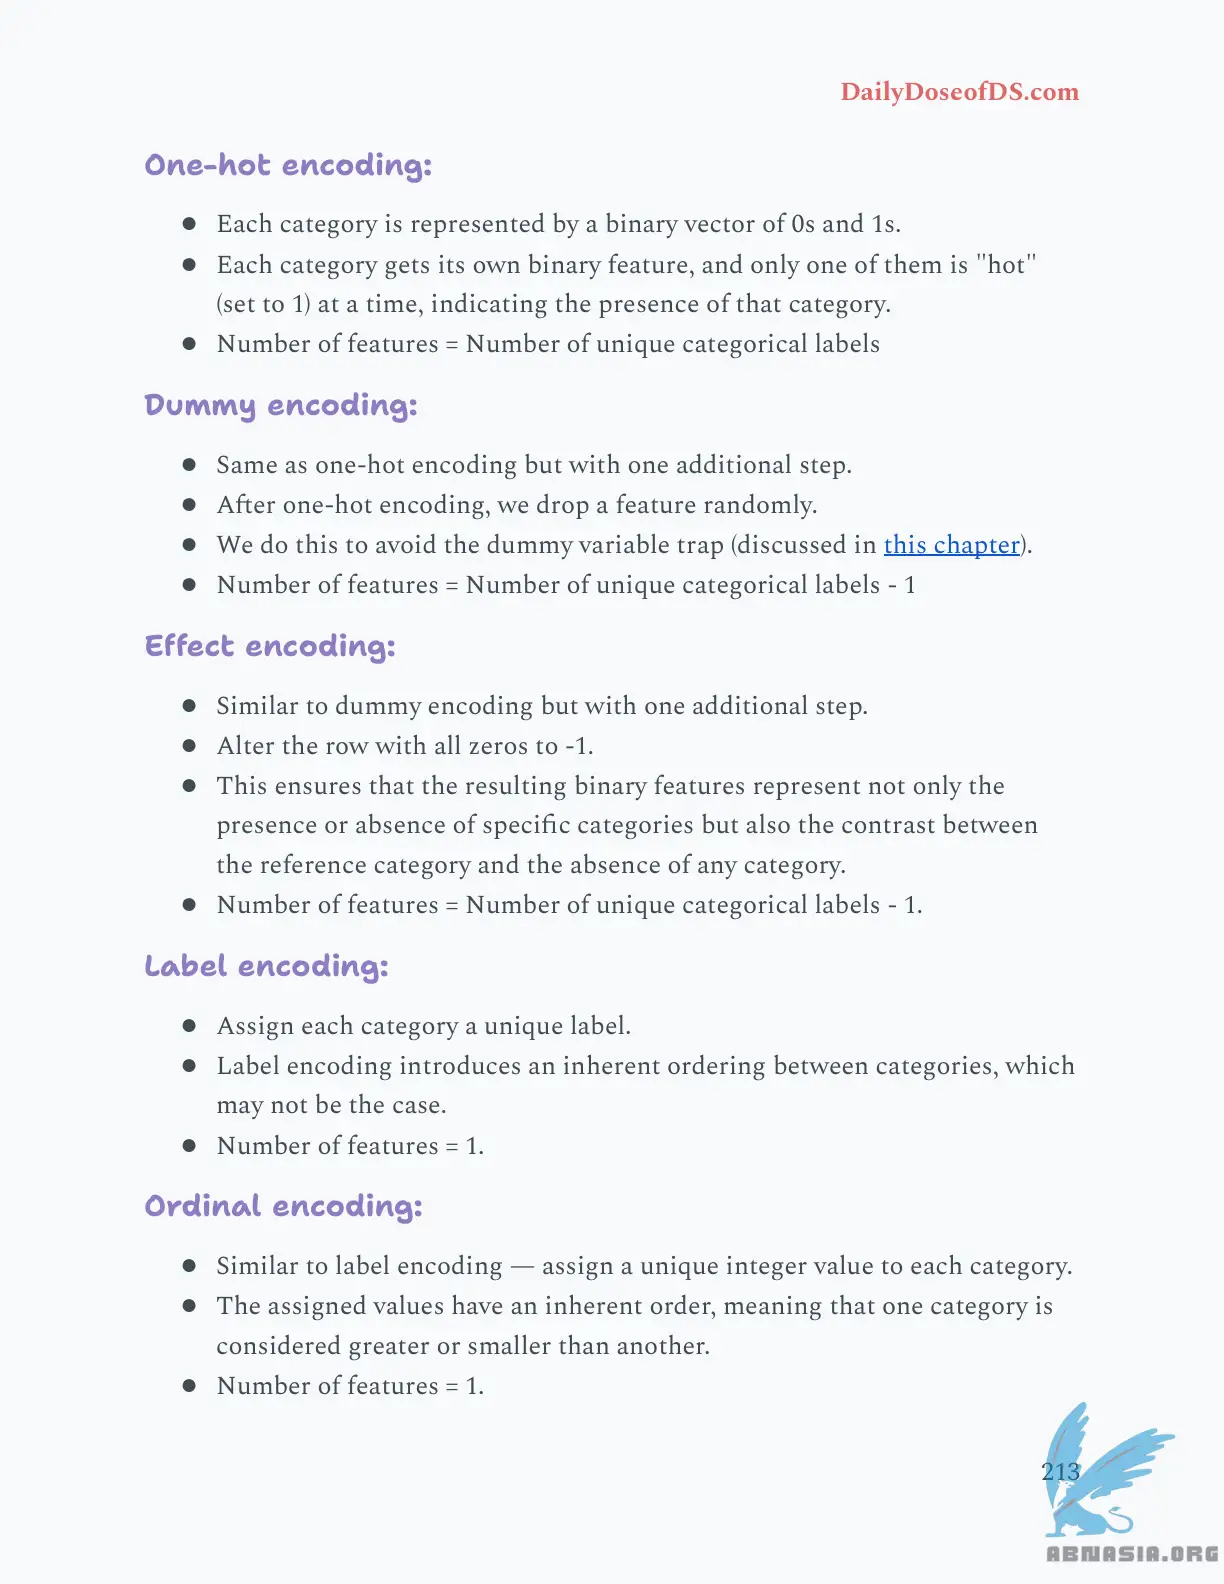 DailyDoseofDS.com
One-hot encoding:
● Each category is represented by a binary vector of 0s and 1s.
● Each category gets its own binary feature, and only one of them is "hot"
(set to 1) at a time, indicating the presence of that category.
● Number of features = Number of unique categorical labels
Dummy encoding:
● Same as one-hot encoding but with one additional step.
● After one-hot encoding, we drop a feature randomly.
● We do this to avoid the dummy variable trap (discussed in this chapter).
● Number of features = Number of unique categorical labels - 1
Effect encoding:
● Similar to dummy encoding but with one additional step.
● Alter the row with all zeros to -1.
● This ensures that the resulting binary features represent not only the
presence or absence of specific categories but also the contrast between
the reference category and the absence of any category.
● Number of features = Number of unique categorical labels - 1.
Label encoding:
● Assign each category a unique label.
● Label encoding introduces an inherent ordering between categories, which
may not be the case.
● Number of features = 1.
Ordinal encoding:
● Similar to label encoding — assign a unique integer value to each category.
● The assigned values have an inherent order, meaning that one category is
considered greater or smaller than another.
● Number of features = 1.
213
ABNASIA.ORG